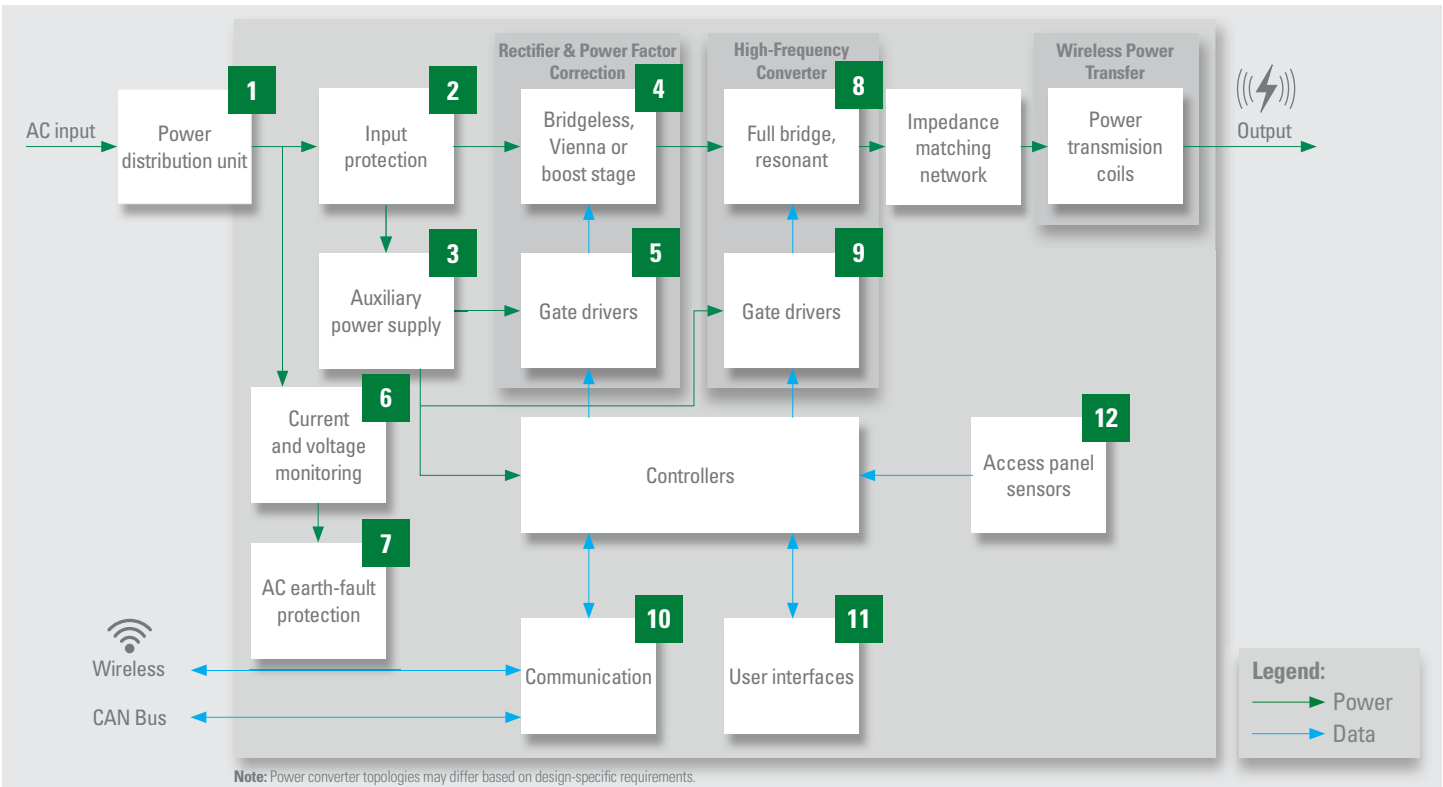 Rectifier & Power Factor
Correction
High-Frequency
Converter
Wireless Power
Transfer
1
2
4
8
AC input
Power
distribution unit
Input
protection
Bridgeless,
Vienna or
boost stage
Full bridge,
resonant
Impedance
matching
network
Power
transmision
coils
Output
3
5
9
Auxiliary
power supply
Gate drivers
Gate drivers
6
Current
and voltage
monitoring
Controllers
12
Access panel
sensors
7
AC earth-fault
protection
10
11
Wireless
CAN Bus
Communication
User interfaces
Legend:
Power
Data
Note: Power converter topologies may differ based on design-specific requirements.